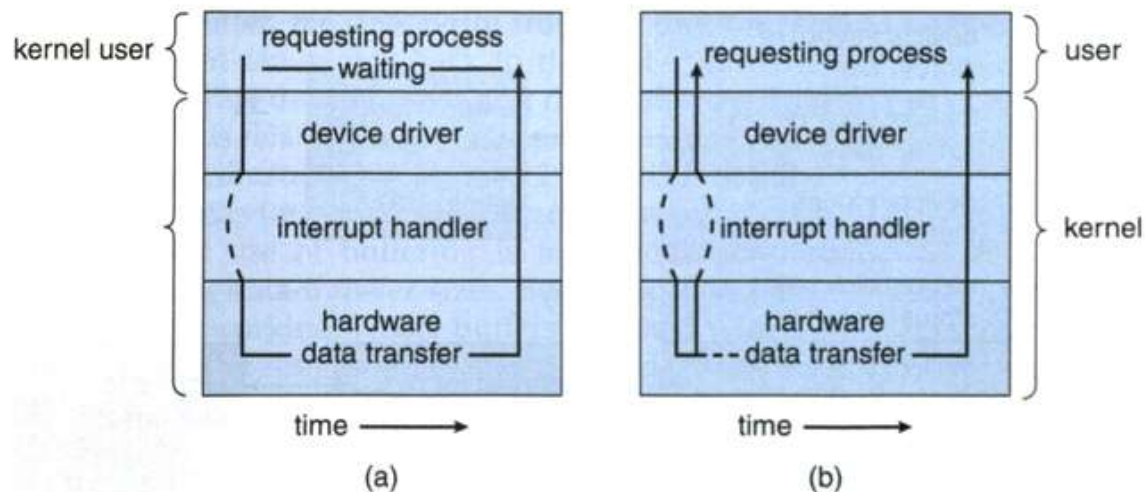 kernel user
requesting process
waiting
device driver
interrupt handler
hardware
data transfer
time
(a)
requesting process
user
device driver
interrupt handler
kernel
hardware
data transfer
time
(b)